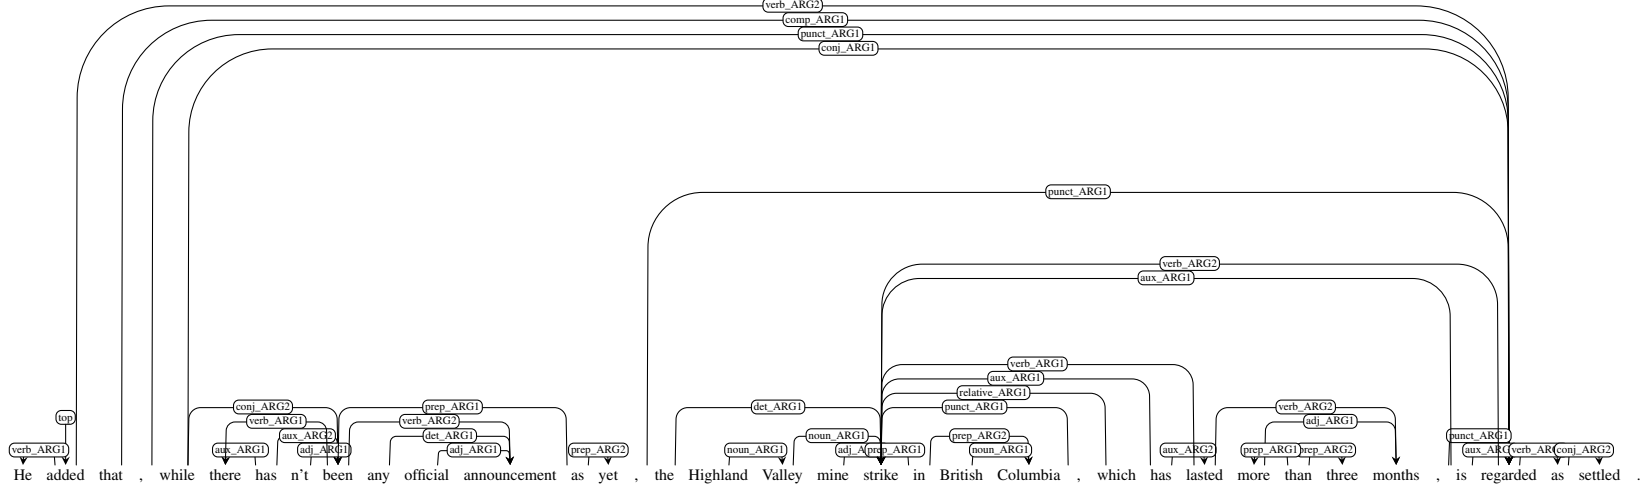 verb_ARG2
comp_ARG1
punct_ARG1
conj_ARG1
punct_ARG1
verb_ARG2
aux_ARG1
verb_ARG1
aux_ARG1
relative_ARG1
conj_ARG2 prep_ARG1 det_ARG1 punct_ARG1 verb_ARG2
top verb_ARG1 verb_ARG2 adj_ARG1
aux_ARG2 det_ARG1 noun_ARG1 prep_ARG2 punct_ARG1
verb_ARG1 aux_ARG1 adj_ARG1 adj_ARG1 prep_ARG2 noun_ARG1 prep_ARG1 noun_ARG1 aux_ARG2 prep_ARG1 prep_ARG2 conj_ARG2
He added that , while there has n't been any official announcement as yet , the Highland Valley mine strike in British Columbia , which has lasted more than three months , is regarded as settled .